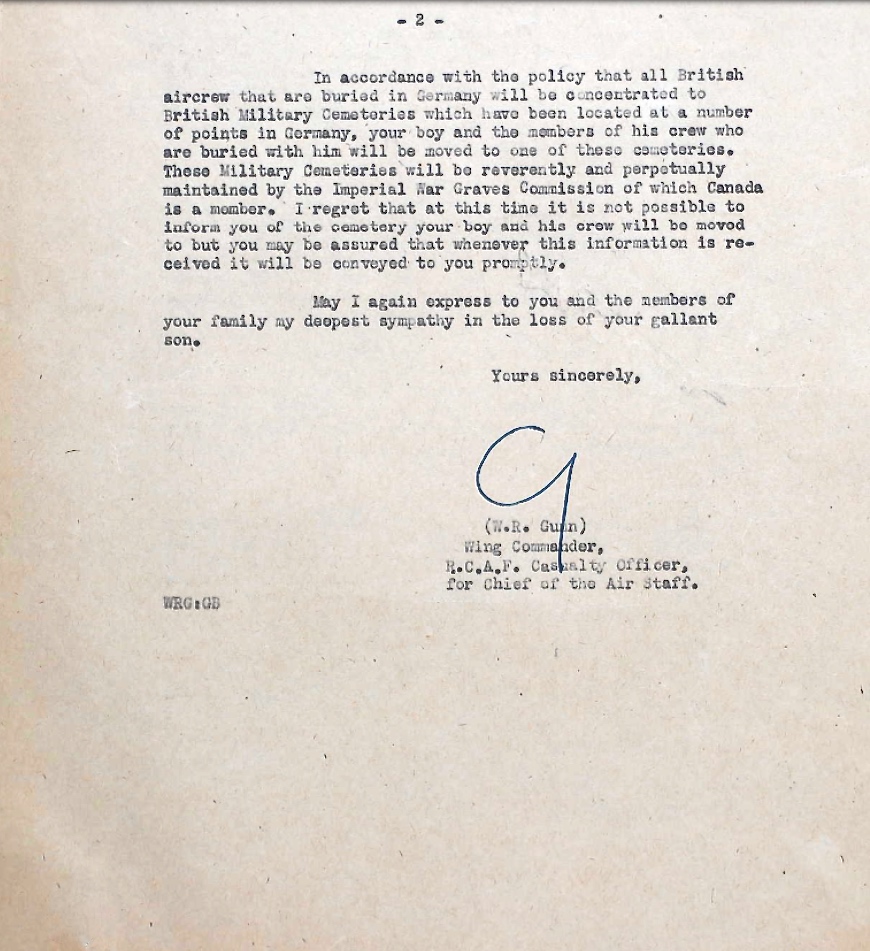 - 2 -
In accordance with the policy that all British
aircrew that are buried in Germany will be concentrated to
British Military Cemeteries which have been located at a number
of points in Germany, your boy and the members of his crew who
are buried with him will be moved to one of these cemeteries.
These Military Cemeteries will be reverently and perpetually
maintained by the Imperial War Graves Commission of which Canada
is a member. I regret that at this time it is not possible to
inform you of the cemetery your boy and his crew will be moved
to but you may be assured that whenever this information is re-
ceived it will be conveyed to you promptly.
May I again express to you and the members of
your family my deepest sympathy in the loss of your gallant
son.
Yours sincerely,
(W.R. Gunn)
Wing Commander,
R.C.A.F. Casualty Officer,
for Chief of the Air Staff.
WRG:GB